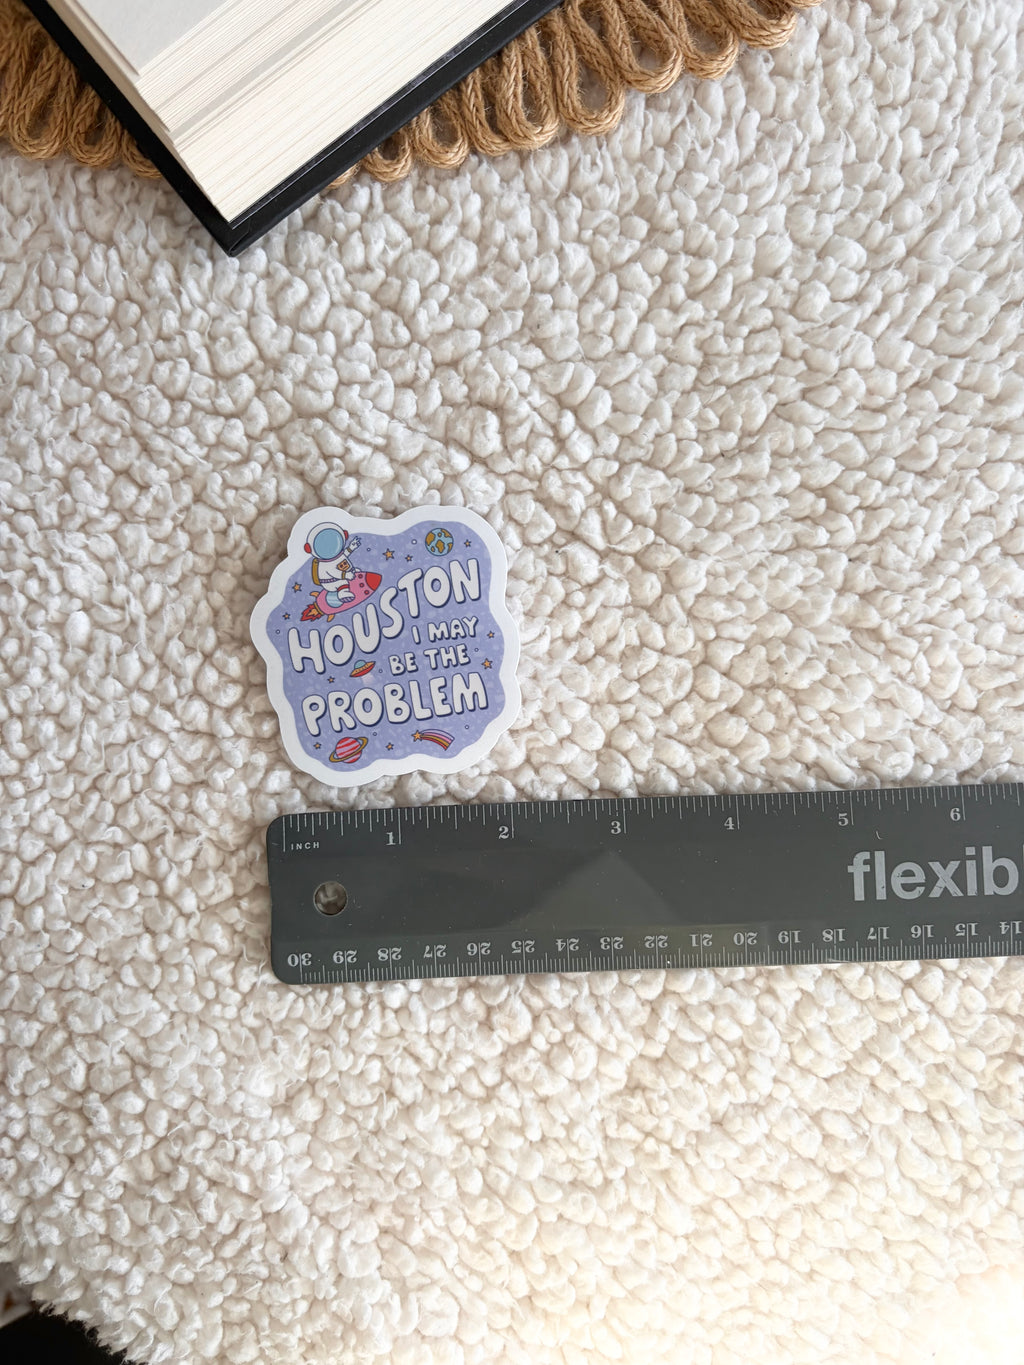 HOUSTON
I MAY
BE THE
PROBLEM
1 2 3 4 5 6
INCH
flexib
30 29 28 27 26 25 24 23 22 21 20 19 18 17 16 15 14